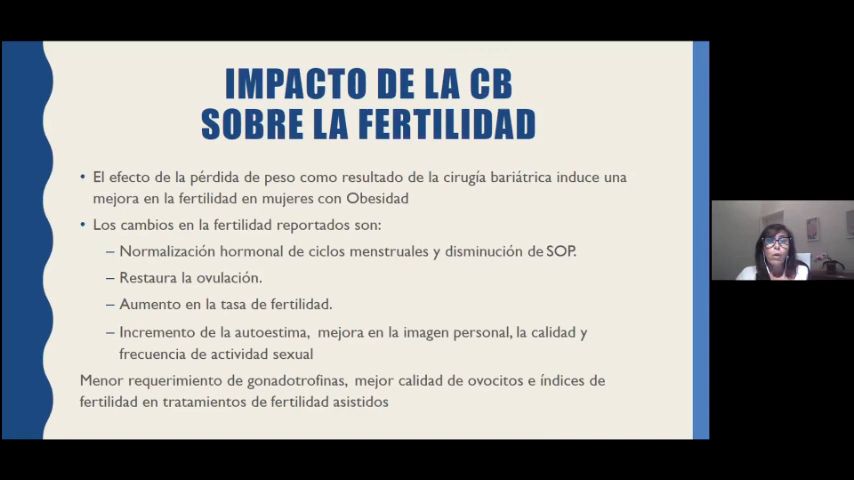 IMPACTO DE LA CB
SOBRE LA FERTILIDAD
• El efecto de la pérdida de peso como resultado de la cirugía bariátrica induce una
mejora en la fertilidad en mujeres con Obesidad
• Los cambios en la fertilidad reportados son:
– Normalización hormonal de ciclos menstruales y disminución de SOP.
– Restaura la ovulación.
– Aumento en la tasa de fertilidad.
– Incremento de la autoestima, mejora en la imagen personal, la calidad y
frecuencia de actividad sexual
Menor requerimiento de gonadotrofinas, mejor calidad de ovocitos e índices de
fertilidad en tratamientos de fertilidad asistidos